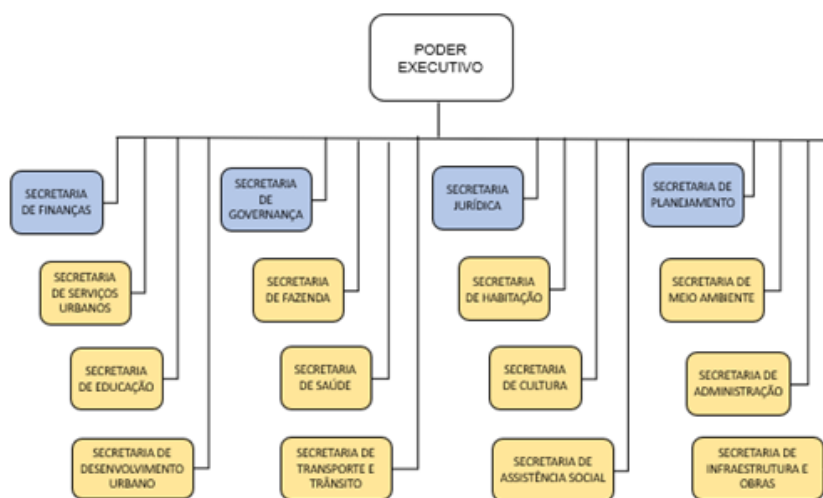 PODER
EXECUTIVO
SECRETARIA
DE FINANÇAS
SECRETARIA
DE
GOVERNANÇA
SECRETARIA
JURÍDICA
SECRETARIA DE
PLANEJAMENTO
SECRETARIA
DE SERVIÇOS
URBANOS
SECRETARIA
DE FAZENDA
SECRETARIA
DE HABITAÇÃO
SECRETARIA DE
MEIO AMBIENTE
SECRETARIA
DE EDUCAÇÃO
SECRETARIA
DE SAÚDE
SECRETARIA
DE CULTURA
SECRETARIA DE
ADMINISTRAÇÃO
SECRETARIA DE
DESENVOLVIMENTO
URBANO
SECRETARIA DE
TRANSPORTE E
TRÂNSITO
SECRETARIA DE
ASSISTÊNCIA SOCIAL
SECRETARIA DE
INFRAESTRUTURA E
OBRAS